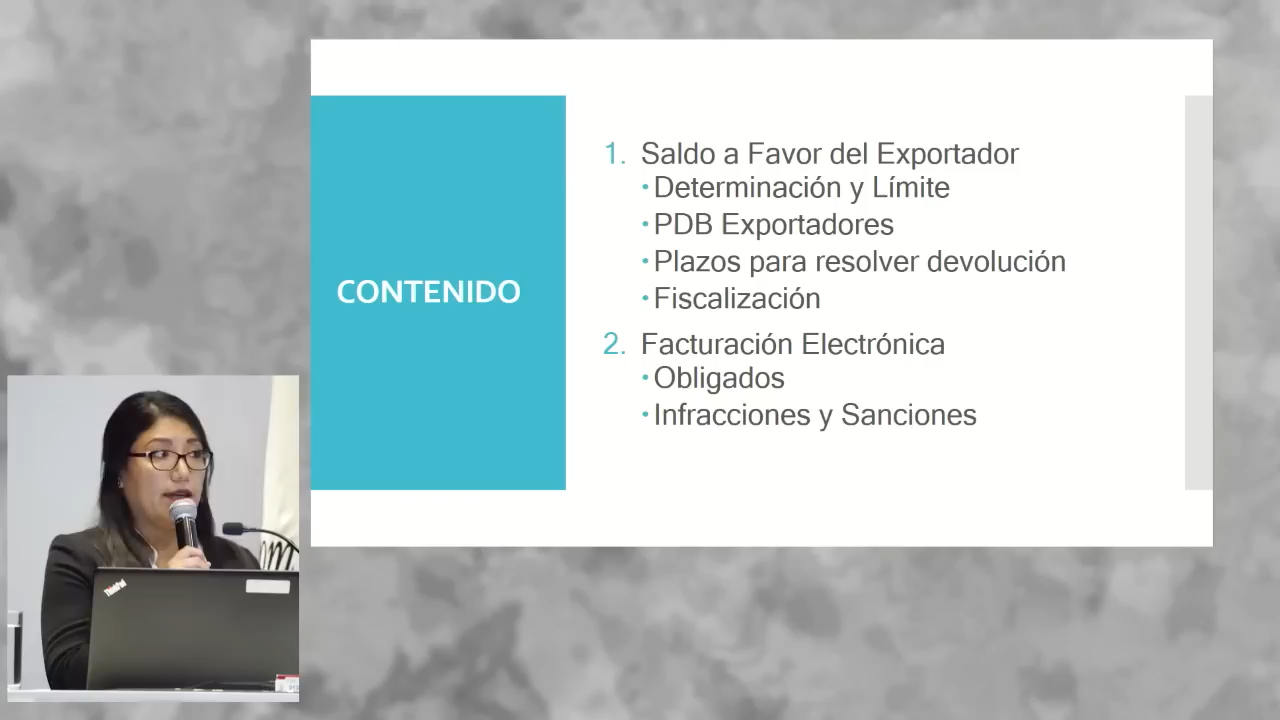 CONTENIDO
1. Saldo a Favor del Exportador
· Determinación y Límite
· PDB Exportadores
· Plazos para resolver devolución
· Fiscalización
2. Facturación Electrónica
· Obligados
· Infracciones y Sanciones
ThinkPad